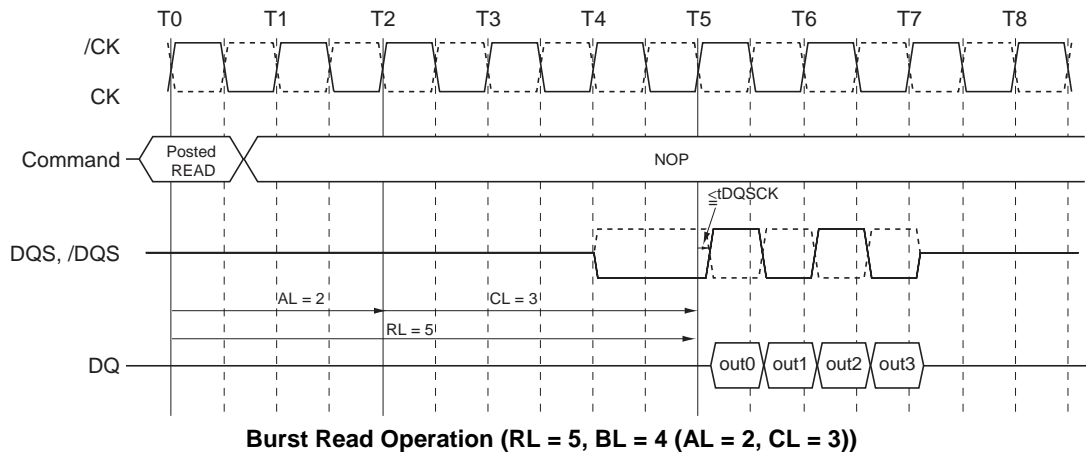 T0 T1 T2 T3 T4 T5 T6 T7 T8
/CK
CK
Command
Posted
READ
NOP
≤tDQSCK
DQS, /DQS
AL = 2
CL = 3
RL = 5
DQ
out0 out1 out2 out3
Burst Read Operation (RL = 5, BL = 4 (AL = 2, CL = 3))